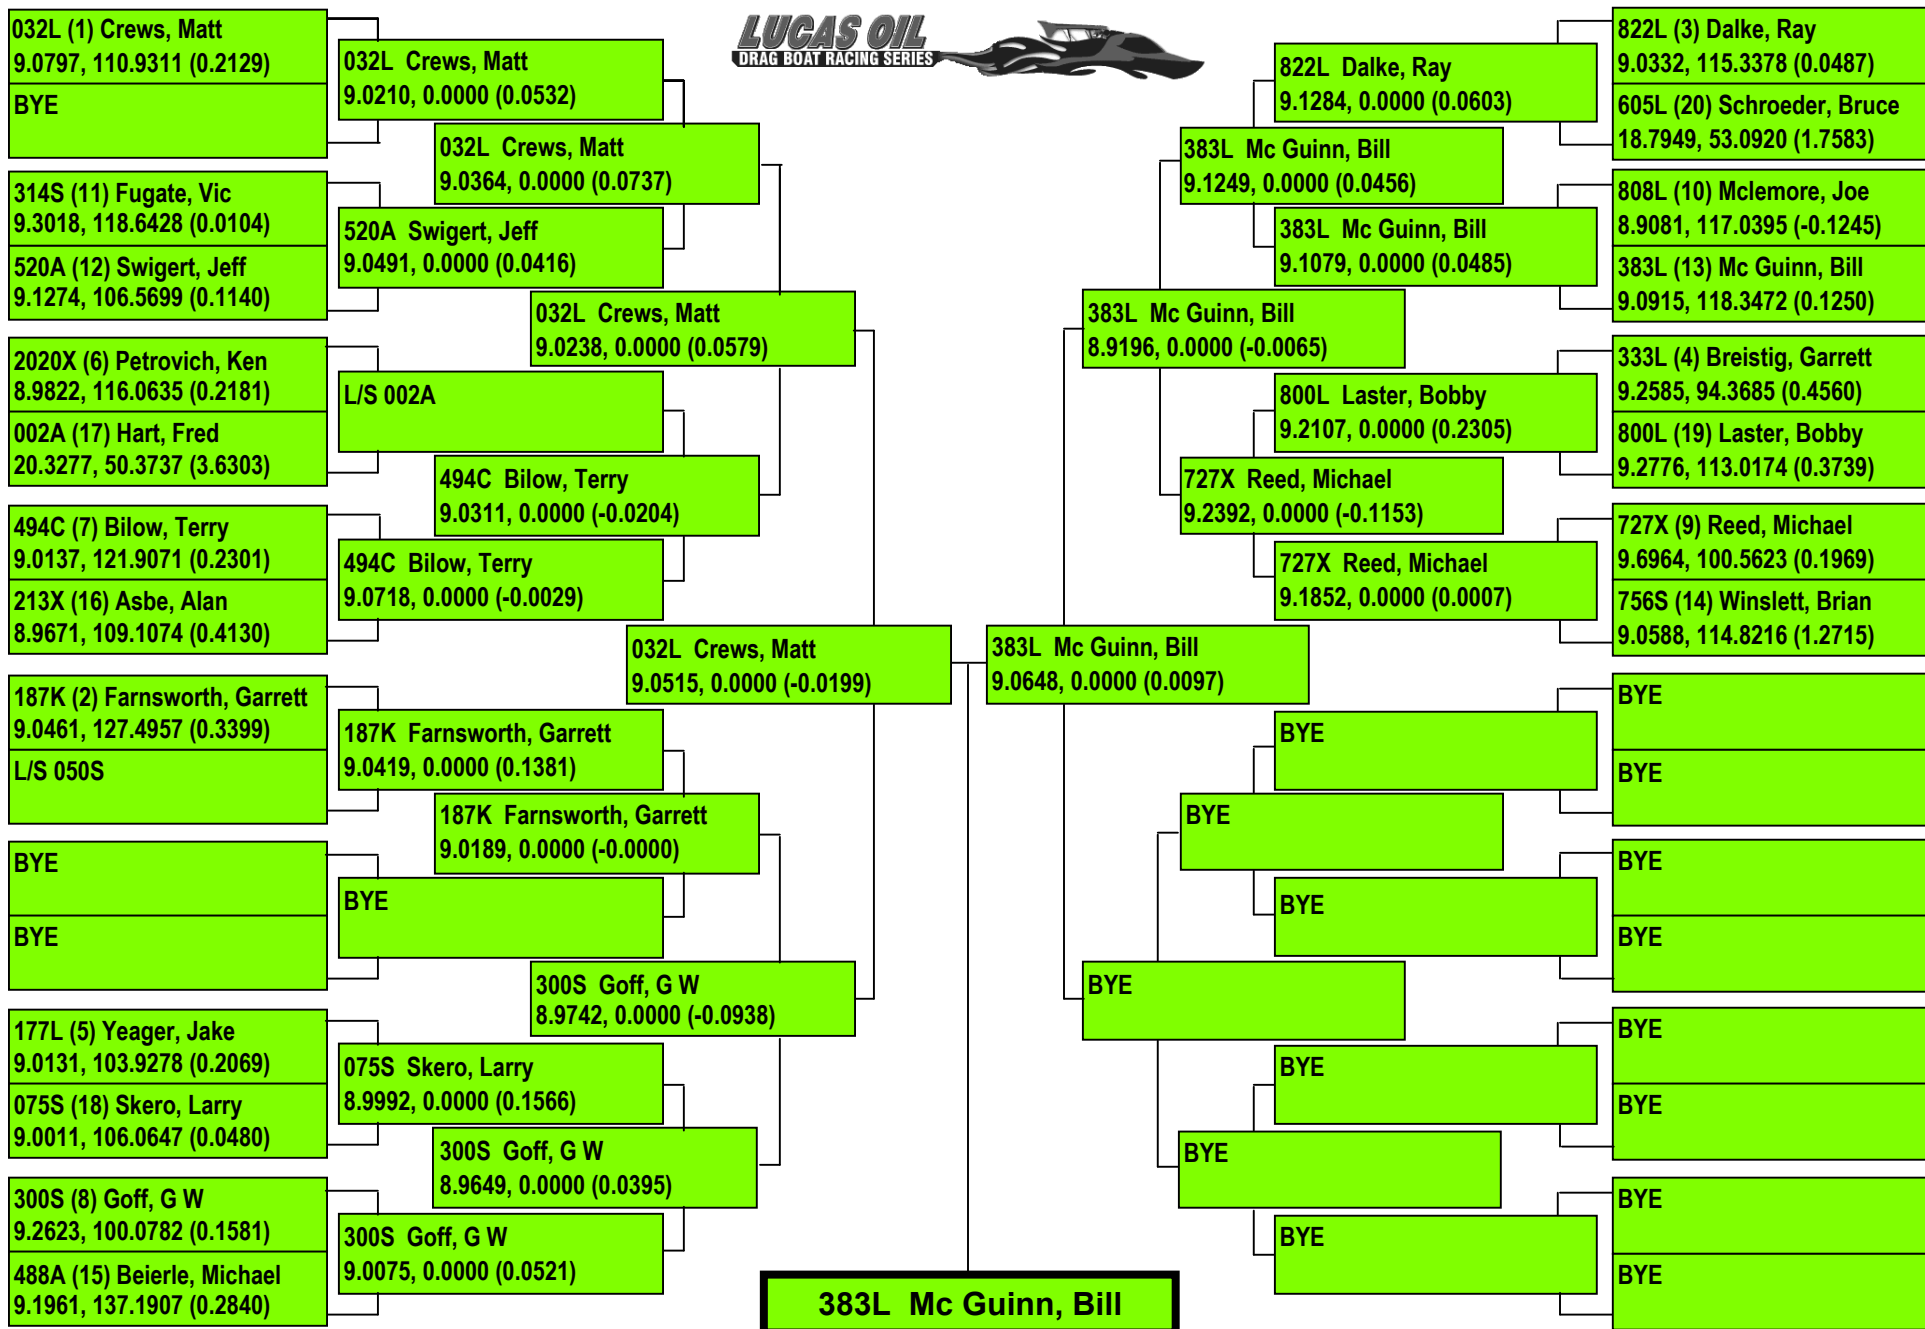 LUCAS OIL
DRAG BOAT RACING SERIES
032L (1) Crews, Matt
9.0797, 110.9311 (0.2129)
BYE
314S (11) Fugate, Vic
9.3018, 118.6428 (0.0104)
520A (12) Swigert, Jeff
9.1274, 106.5699 (0.1140)
2020X (6) Petrovich, Ken
8.9822, 116.0635 (0.2181)
002A (17) Hart, Fred
20.3277, 50.3737 (3.6303)
494C (7) Bilow, Terry
9.0137, 121.9071 (0.2301)
213X (16) Asbe, Alan
8.9671, 109.1074 (0.4130)
187K (2) Farnsworth, Garrett
9.0461, 127.4957 (0.3399)
L/S 050S
BYE
BYE
177L (5) Yeager, Jake
9.0131, 103.9278 (0.2069)
075S (18) Skero, Larry
9.0011, 106.0647 (0.0480)
300S (8) Goff, G W
9.2623, 100.0782 (0.1581)
488A (15) Beierle, Michael
9.1961, 137.1907 (0.2840)
032L Crews, Matt
9.0210, 0.0000 (0.0532)
520A Swigert, Jeff
9.0491, 0.0000 (0.0416)
L/S 002A
494C Bilow, Terry
9.0718, 0.0000 (-0.0029)
187K Farnsworth, Garrett
9.0419, 0.0000 (0.1381)
BYE
075S Skero, Larry
8.9992, 0.0000 (0.1566)
300S Goff, G W
9.0075, 0.0000 (0.0521)
032L Crews, Matt
9.0364, 0.0000 (0.0737)
494C Bilow, Terry
9.0311, 0.0000 (-0.0204)
187K Farnsworth, Garrett
9.0189, 0.0000 (-0.0000)
300S Goff, G W
8.9649, 0.0000 (0.0395)
032L Crews, Matt
9.0238, 0.0000 (0.0579)
300S Goff, G W
8.9742, 0.0000 (-0.0938)
032L Crews, Matt
9.0515, 0.0000 (-0.0199)
383L Mc Guinn, Bill
9.0648, 0.0000 (0.0097)
383L Mc Guinn, Bill
383L Mc Guinn, Bill
8.9196, 0.0000 (-0.0065)
BYE
383L Mc Guinn, Bill
9.1249, 0.0000 (0.0456)
727X Reed, Michael
9.2392, 0.0000 (-0.1153)
BYE
BYE
822L Dalke, Ray
9.1284, 0.0000 (0.0603)
383L Mc Guinn, Bill
9.1079, 0.0000 (0.0485)
800L Laster, Bobby
9.2107, 0.0000 (0.2305)
727X Reed, Michael
9.1852, 0.0000 (0.0007)
BYE
BYE
BYE
BYE
822L (3) Dalke, Ray
9.0332, 115.3378 (0.0487)
605L (20) Schroeder, Bruce
18.7949, 53.0920 (1.7583)
808L (10) Mclemore, Joe
8.9081, 117.0395 (-0.1245)
383L (13) Mc Guinn, Bill
9.0915, 118.3472 (0.1250)
333L (4) Breistig, Garrett
9.2585, 94.3685 (0.4560)
800L (19) Laster, Bobby
9.2776, 113.0174 (0.3739)
727X (9) Reed, Michael
9.6964, 100.5623 (0.1969)
756S (14) Winslett, Brian
9.0588, 114.8216 (1.2715)
BYE
BYE
BYE
BYE
BYE
BYE
BYE
BYE